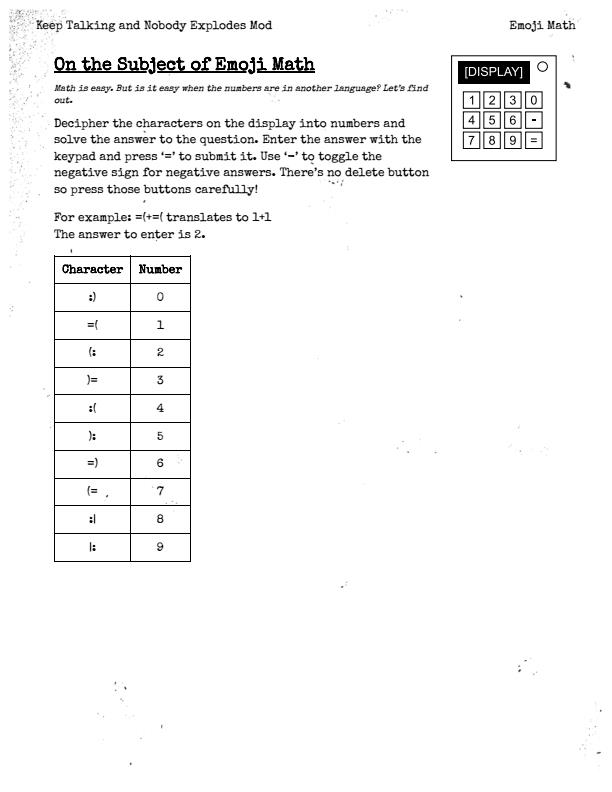 Keep Talking and Nobody Explodes Mod
Emoji Math
On the Subject of Emoji Math
Math is easy. But is it easy when the numbers are in another language? Let's find
out.
Decipher the characters on the display into numbers and
solve the answer to the question. Enter the answer with the
keypad and press '=' to submit it. Use '-' to toggle the
negative sign for negative answers. There's no delete button
so press those buttons carefully!
For example: =(+=( translates to 1+1
The answer to enter is 2.
[DISPLAY]
1 2 3 0
4 5 6 -
7 8 9 =
Character Number
:) 0
=( 1
(: 2
)= 3
:( 4
): 5
=) 6
(= 7
:| 8
|: 9